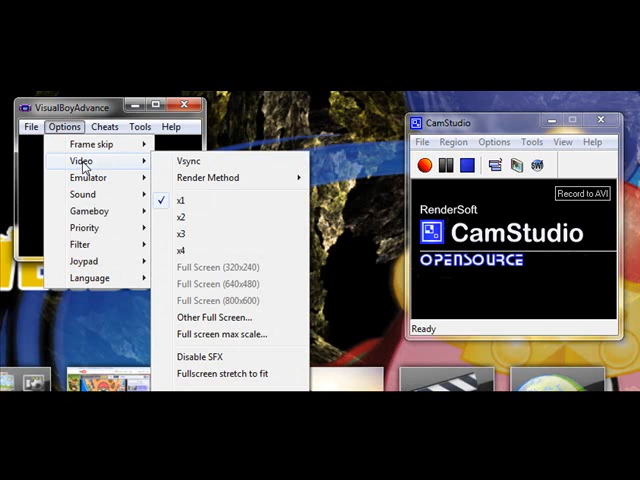 VisualBoyAdvance
File Options Cheats Tools Help
Frame skip
Video
Emulator
Sound
Gameboy
Priority
Filter
Joypad
Language
Vsync
Render Method
x1
x2
x3
x4
Full Screen (320x240)
Full Screen (640x480)
Full Screen (800x600)
Other Full Screen...
Full screen max scale...
Disable SFX
Fullscreen stretch to fit
CamStudio
File Region Options Tools View Help
SWF
Record to AVI
RenderSoft
CamStudio
OPENSOURCE
Ready